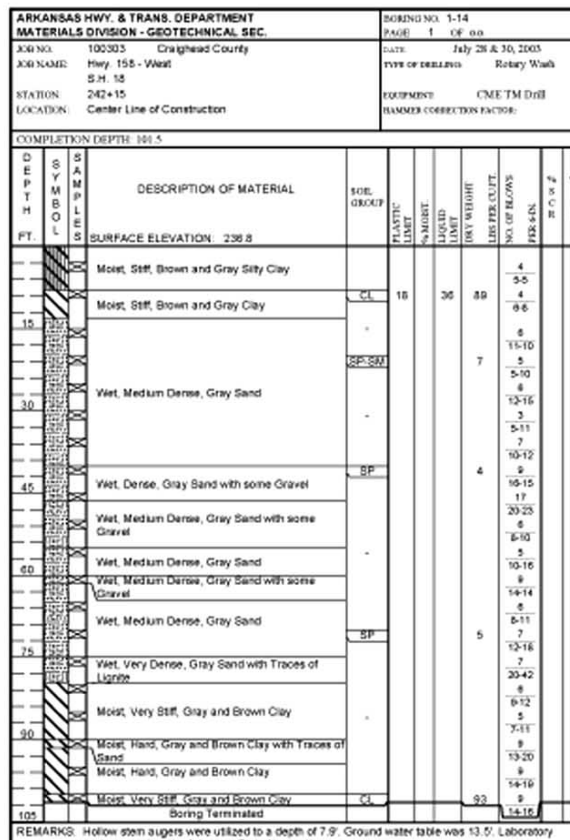 ARKANSAS HWY. & TRANS. DEPARTMENT
MATERIALS DIVISION - GEOTECHNICAL SEC.
BORING NO. 1-14
PAGE 1 OF
JOB NO. 100303 Craighead County
JOB NAME: Hwy. 158 - West
S.H. 18
STATION: 242+15
LOCATION: Center Line of Construction
DATE: July 28 & 30, 2003
TYPE OF DRILLING: Rotary Wash
EQUIPMENT: CME TM Drill
HAMMER CORRECTION FACTOR:
COMPLETION DEPTH: 101.5
DEPTH FT.
SYMBOL
SAMPLES
DESCRIPTION OF MATERIAL
SURFACE ELEVATION: 236.8
SOIL GROUP
PLASTIC LIMIT
% MOIST.
LIQUID LIMIT
DRY WEIGHT LBS PER CU.FT.
NO. OF BLOWS PER 6-IN.
% S C R
Moist, Stiff, Brown and Gray Silty Clay
4
5-5
Moist, Stiff, Brown and Gray Clay
CL 18 36 89 4
6-8
15
-
6
11-10
SP-SM 7 5
5-10
6
Wet, Medium Dense, Gray Sand
12-18
30
-
3
5-11
7
10-12
SP 4 9
16-15
45
Wet, Dense, Gray Sand with some Gravel
17
20-23
Wet, Medium Dense, Gray Sand with some Gravel
6
8-10
-
Wet, Medium Dense, Gray Sand
5
10-16
60
Wet, Medium Dense, Gray Sand with some Gravel
9
14-14
Wet, Medium Dense, Gray Sand
6
8-11
SP 5 7
12-18
75
Wet, Very Dense, Gray Sand with Traces of Lignite
7
20-42
6
9-12
Moist, Very Stiff, Gray and Brown Clay
-
5
7-11
90
Moist, Hard, Gray and Brown Clay with Traces of Sand
9
13-20
Moist, Hard, Gray and Brown Clay
9
14-19
Moist, Very Stiff, Gray and Brown Clay
CL 93 9
14-16
105
Boring Terminated
REMARKS: Hollow stem augers were utilized to a depth of 7.9'. Ground water table was 13.5'. Laboratory